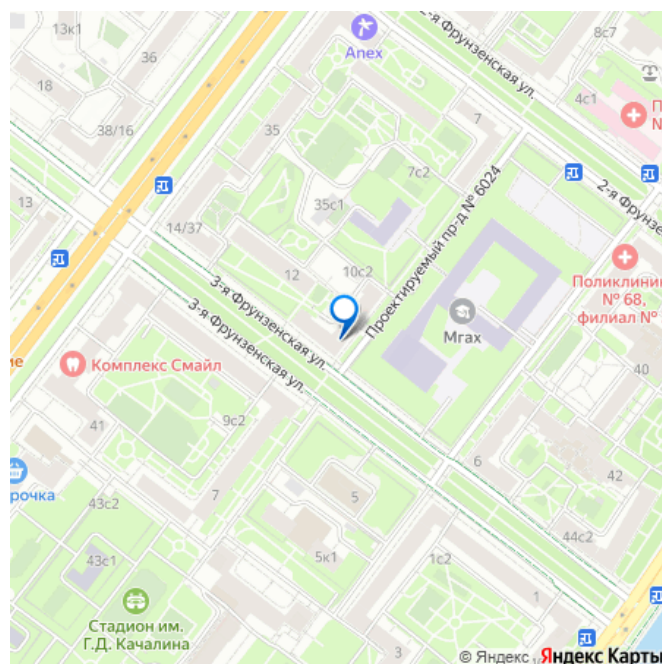 13к1
36
18
38/16
Anex
2-я Фрунзенская ул.
8с7
4с1
35
7
7с2
13
14/37
35с1
Проектируемый пр-д № 6024
2-я Фрунзе
12
10с2
3-я Фрунзенская ул.
3-я Фрунзенская ул.
Мгах
Поликлиник
№ 68,
филиал №
ие
Комплекс Смайл
40
9с2
41
6
42
рочка
43с2
7
5
44с2
43с1
5к1
1с2
1
Стадион им.
Г.Д. Качалина
3
© Яндекс
Яндекс Карты